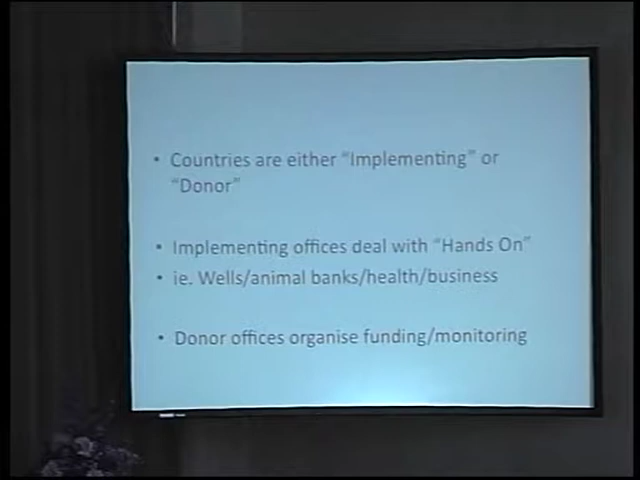 • Countries are either “Implementing” or
“Donor”
• Implementing offices deal with “Hands On”
• ie. Wells/animal banks/health/business
• Donor offices organise funding/monitoring